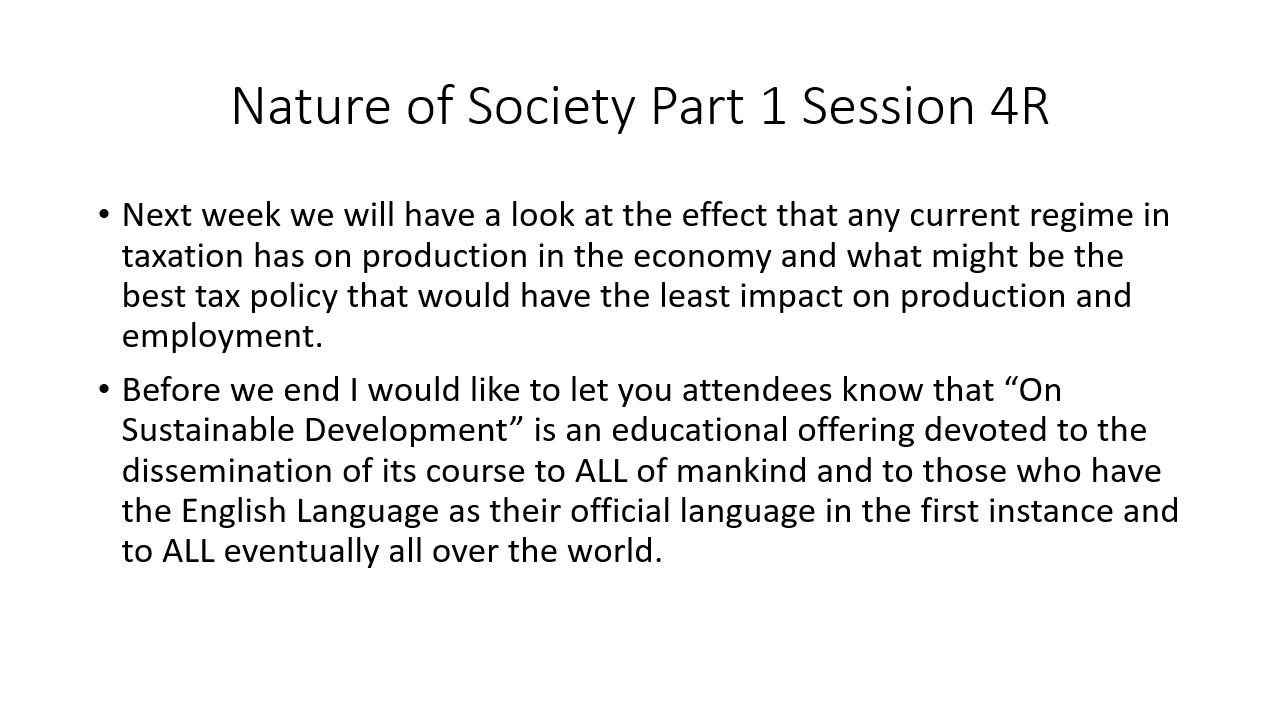 Nature of Society Part 1 Session 4R
• Next week we will have a look at the effect that any current regime in
taxation has on production in the economy and what might be the
best tax policy that would have the least impact on production and
employment.
• Before we end I would like to let you attendees know that “On
Sustainable Development” is an educational offering devoted to the
dissemination of its course to ALL of mankind and to those who have
the English Language as their official language in the first instance and
to ALL eventually all over the world.